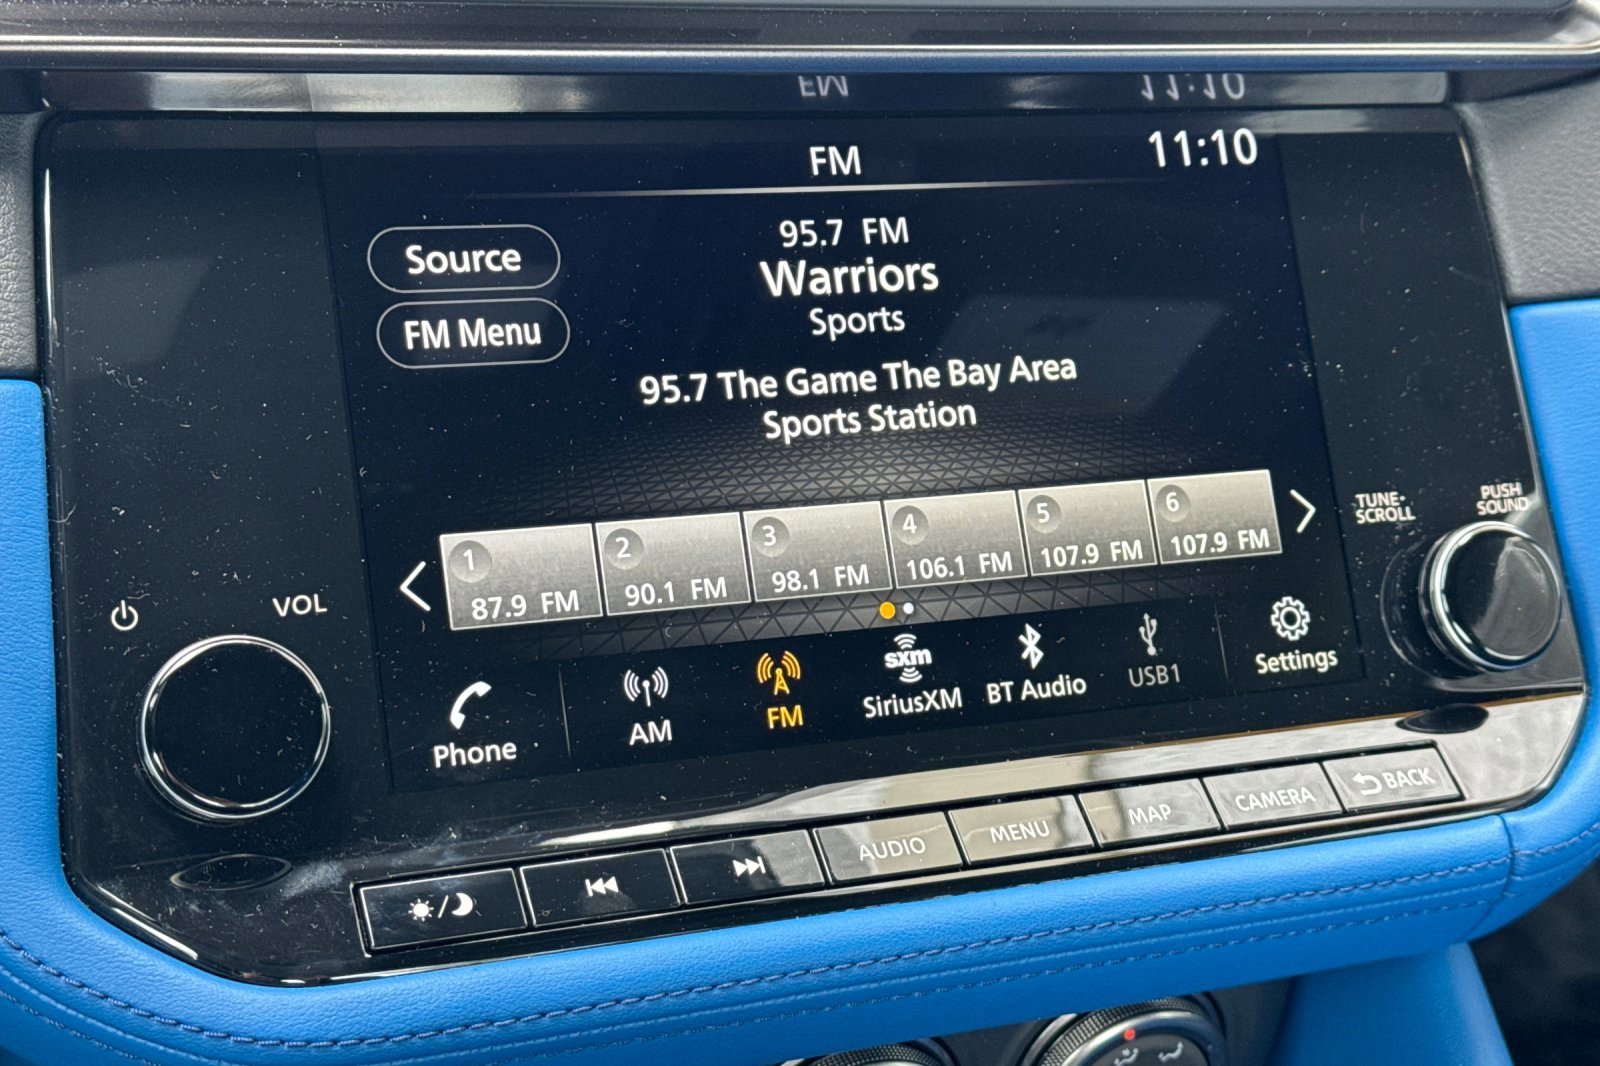 FM
11:10
Source
FM Menu
95.7 FM
Warriors
Sports
95.7 The Game The Bay Area
Sports Station
1
87.9 FM
2
90.1 FM
3
98.1 FM
4
106.1 FM
5
107.9 FM
6
107.9 FM
TUNE·
SCROLL
PUSH
SOUND
VOL
Phone
AM
FM
sxm
SiriusXM
BT Audio
USB1
Settings
AUDIO
MENU
MAP
CAMERA
BACK